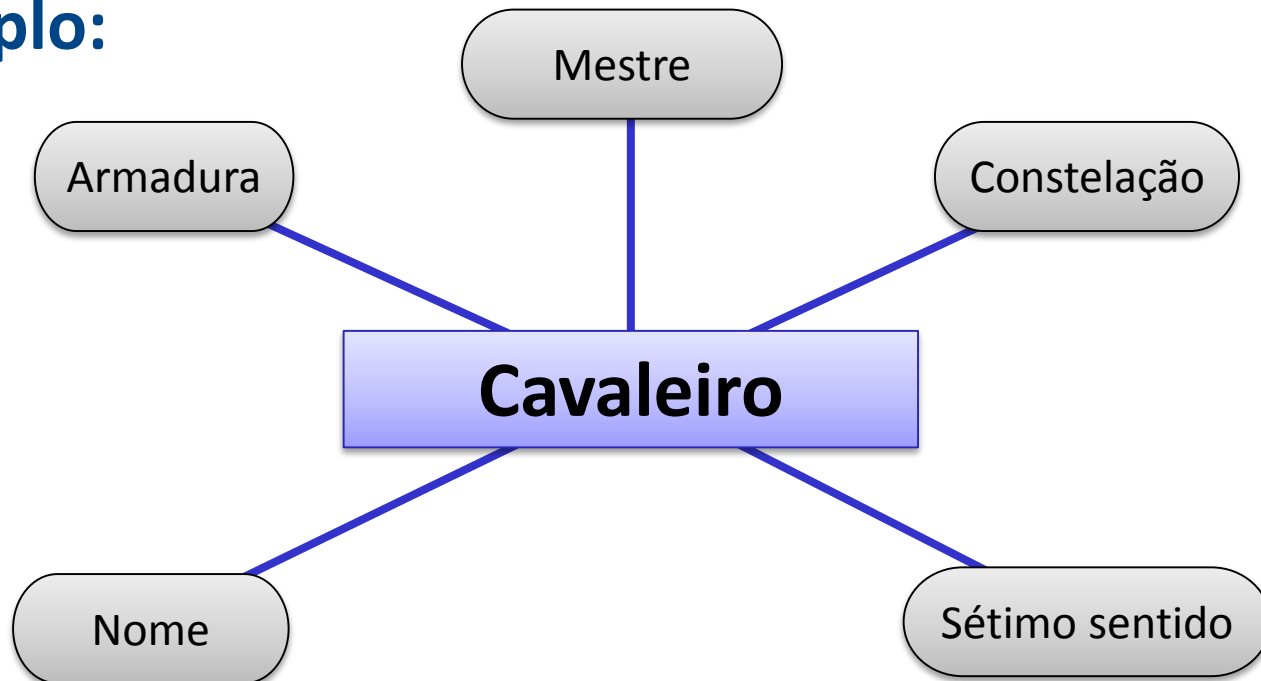 plo:
Mestre
Armadura
Constelação
Cavaleiro
Nome
Sétimo sentido